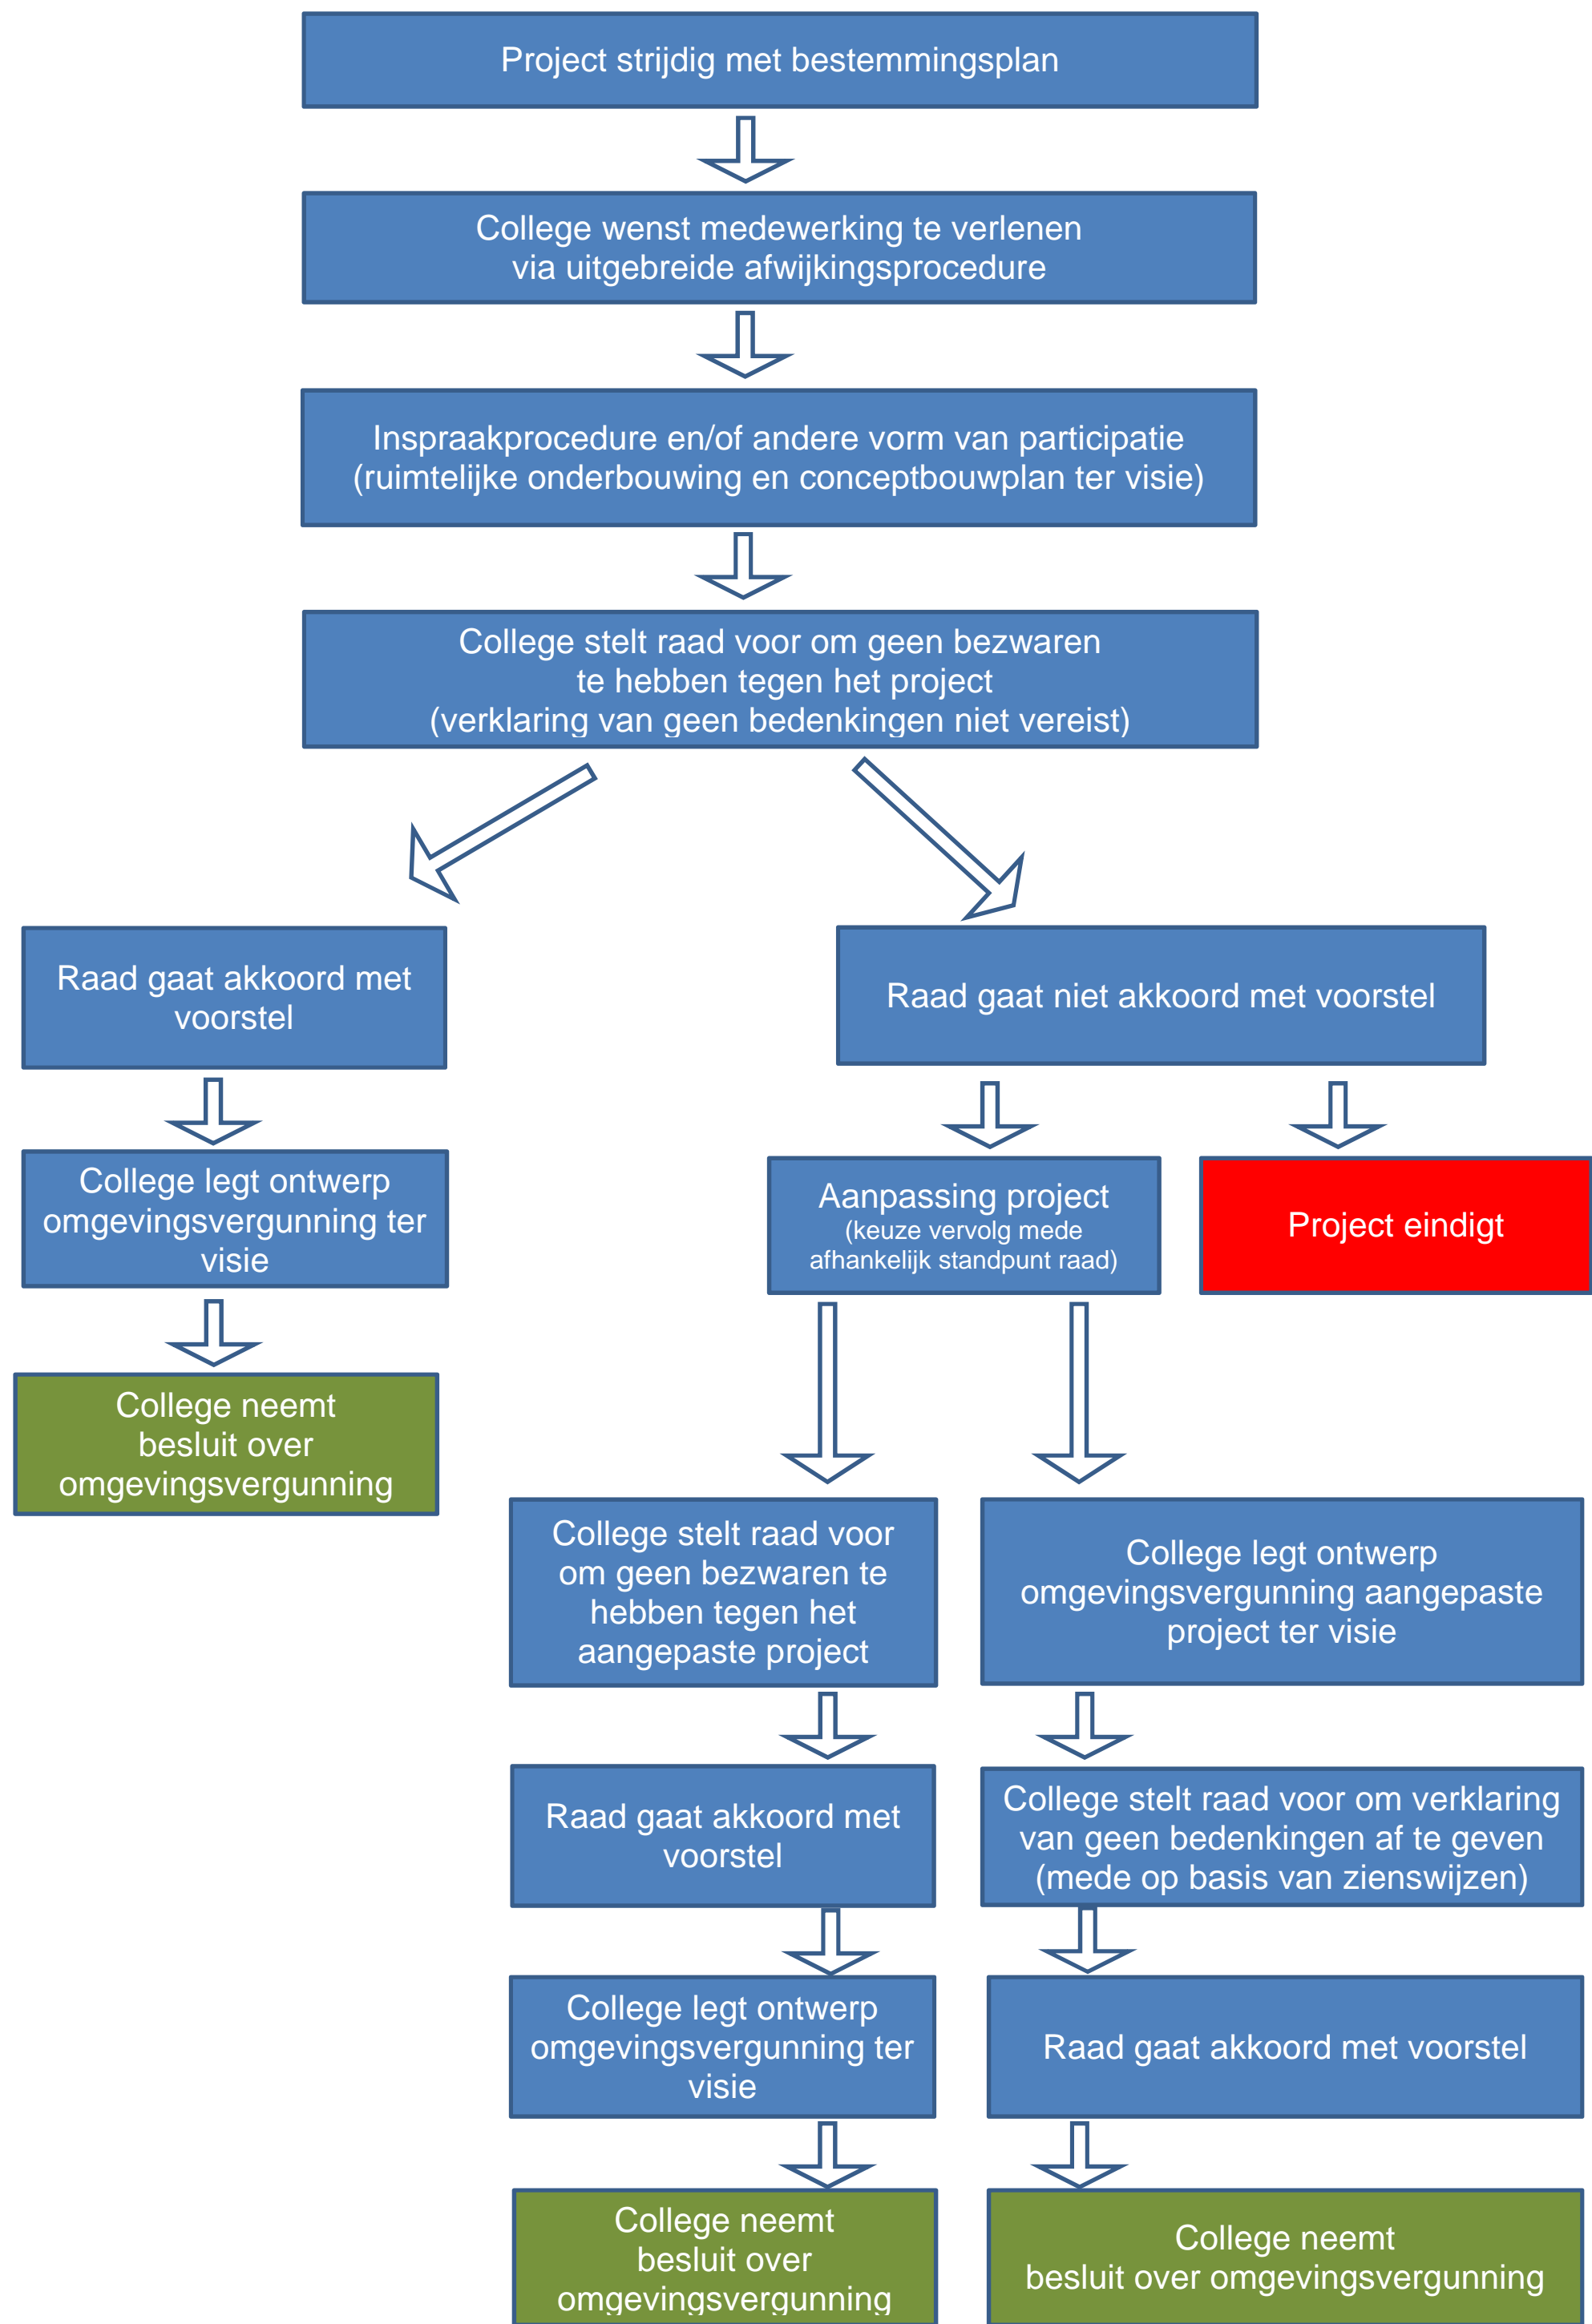 Project strijdig met bestemmingsplan
College wenst medewerking te verlenen
via uitgebreide afwijkingsprocedure
Inspraakprocedure en/of andere vorm van participatie
(ruimtelijke onderbouwing en conceptbouwplan ter visie)
College stelt raad voor om geen bezwaren
te hebben tegen het project
(verklaring van geen bedenkingen niet vereist)
Raad gaat akkoord met
voorstel
Raad gaat niet akkoord met voorstel
College legt ontwerp
omgevingsvergunning ter
visie
Aanpassing project
(keuze vervolg mede
afhankelijk standpunt raad)
Project eindigt
College neemt
besluit over
omgevingsvergunning
College stelt raad voor
om geen bezwaren te
hebben tegen het
aangepaste project
College legt ontwerp
omgevingsvergunning aangepaste
project ter visie
Raad gaat akkoord met
voorstel
College stelt raad voor om verklaring
van geen bedenkingen af te geven
(mede op basis van zienswijzen)
College legt ontwerp
omgevingsvergunning ter
visie
Raad gaat akkoord met voorstel
College neemt
besluit over
omgevingsvergunning
College neemt
besluit over omgevingsvergunning